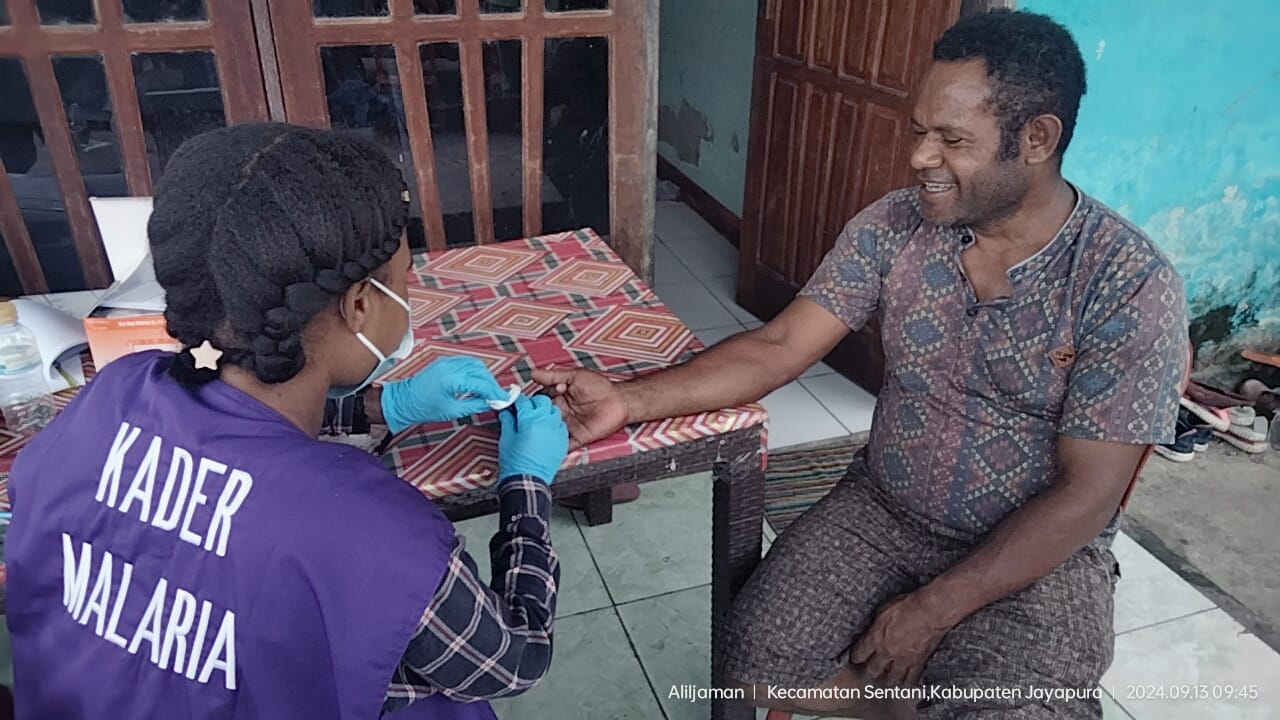 KADER
MALARIA
Aliljaman | Kecamatan Sentani,Kabupaten Jayapura | 2024.09.13 09:45